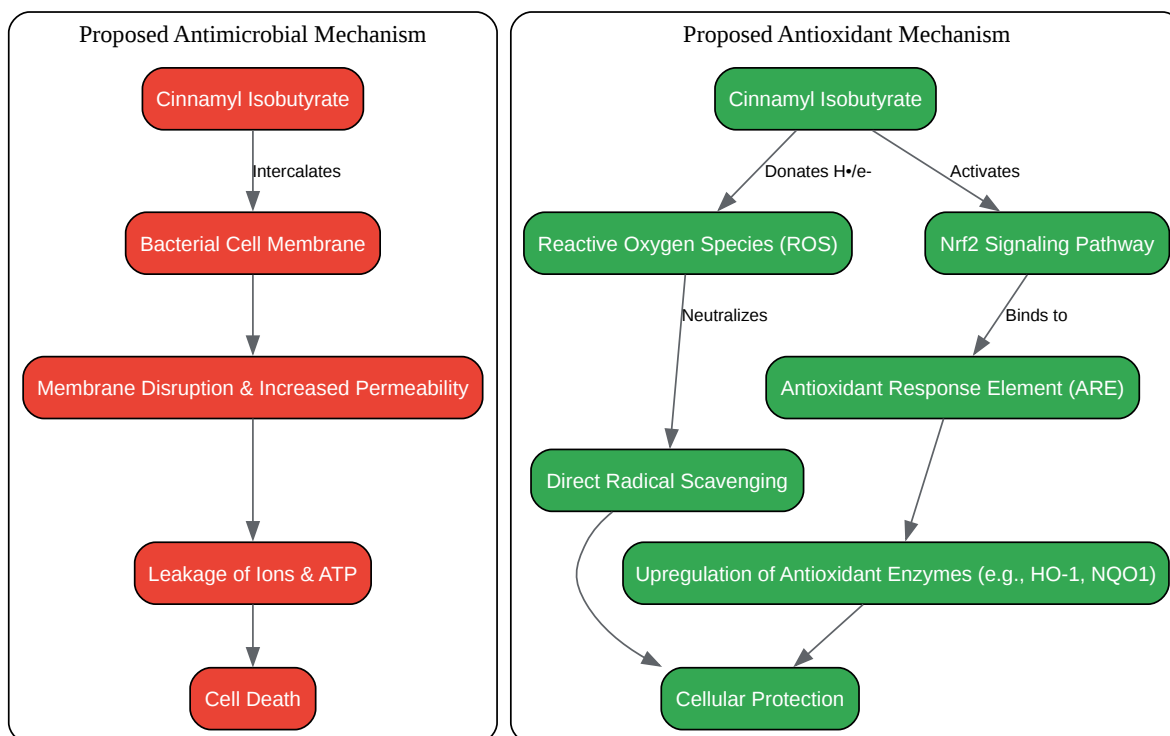 Proposed Antimicrobial Mechanism
Cinnamyl Isobutyrate
Intercalates
Bacterial Cell Membrane
Membrane Disruption & Increased Permeability
Leakage of Ions & ATP
Cell Death
Proposed Antioxidant Mechanism
Cinnamyl Isobutyrate
Donates H•/e-
Activates
Reactive Oxygen Species (ROS)
Nrf2 Signaling Pathway
Neutralizes
Binds to
Antioxidant Response Element (ARE)
Direct Radical Scavenging
Upregulation of Antioxidant Enzymes (e.g., HO-1, NQO1)
Cellular Protection